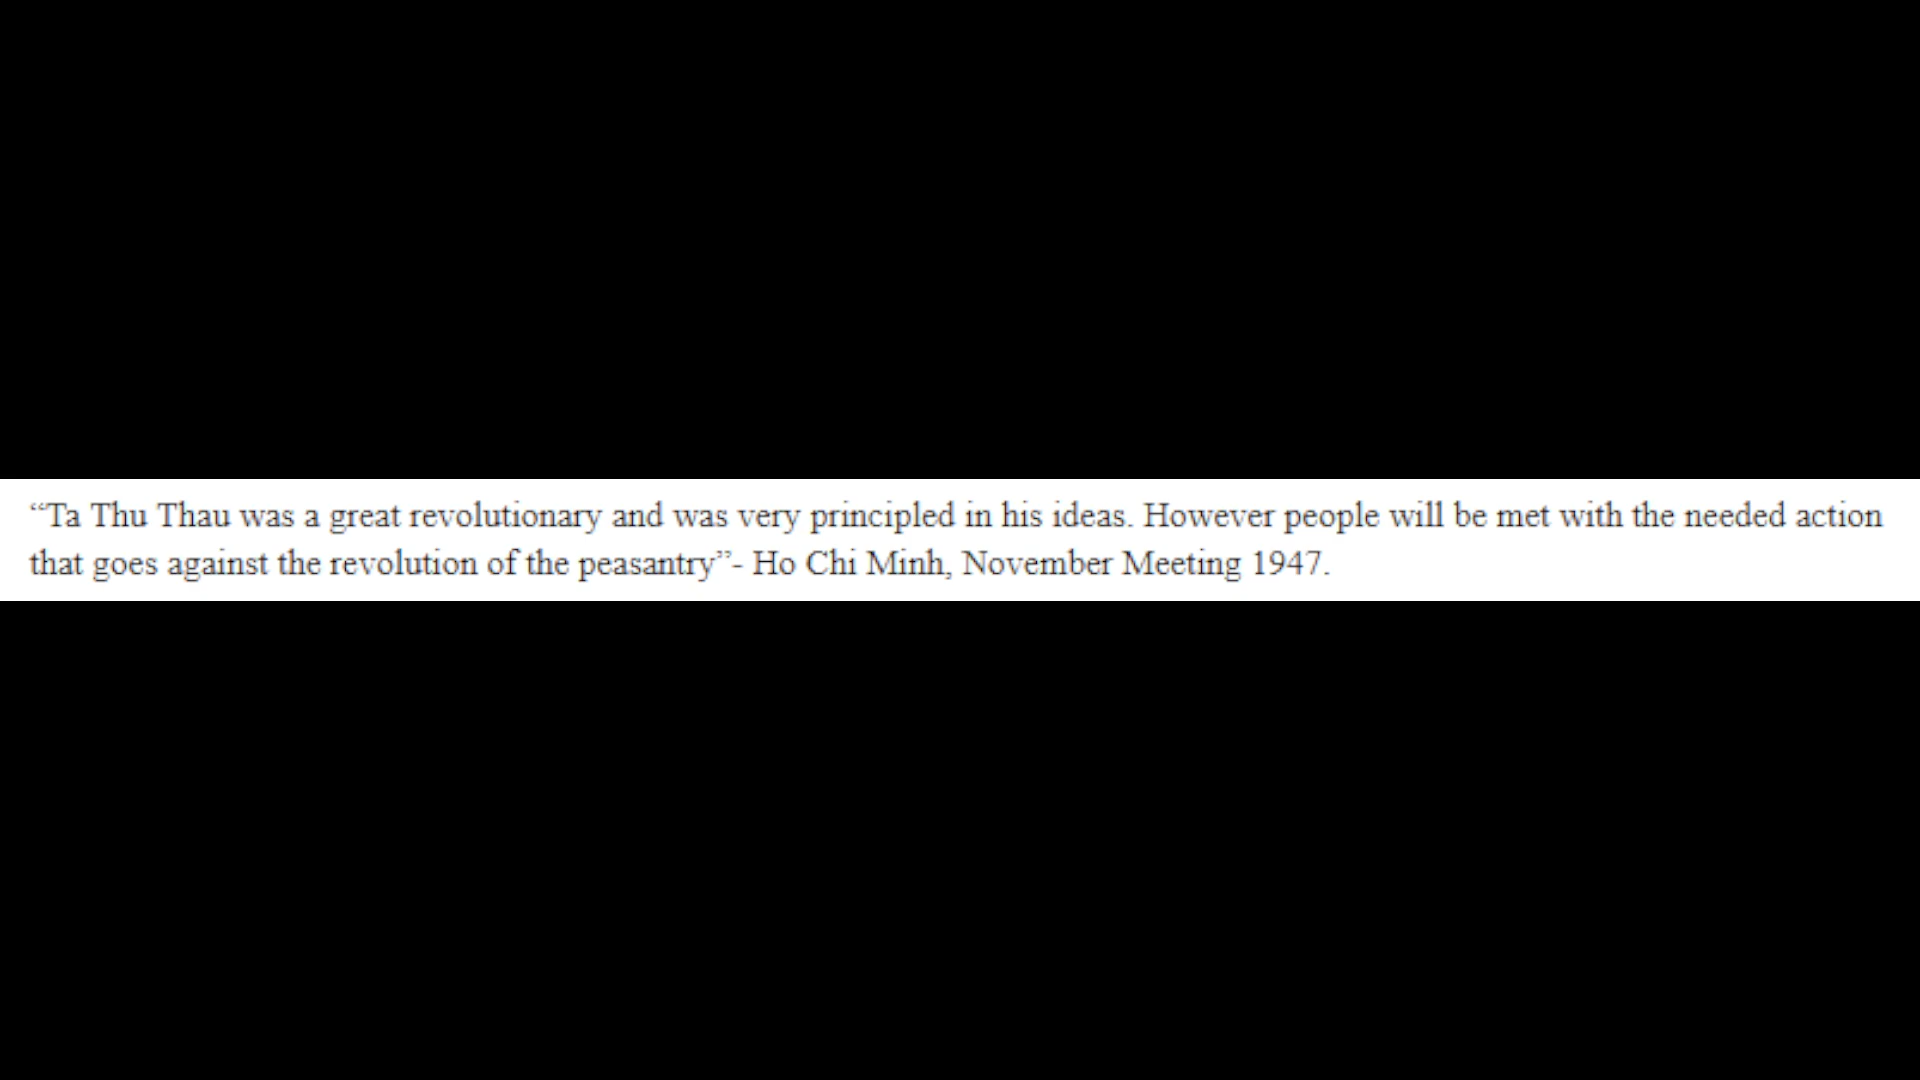 “Ta Thu Thau was a great revolutionary and was very principled in his ideas. However people will be met with the needed action
that goes against the revolution of the peasantry”- Ho Chi Minh, November Meeting 1947.